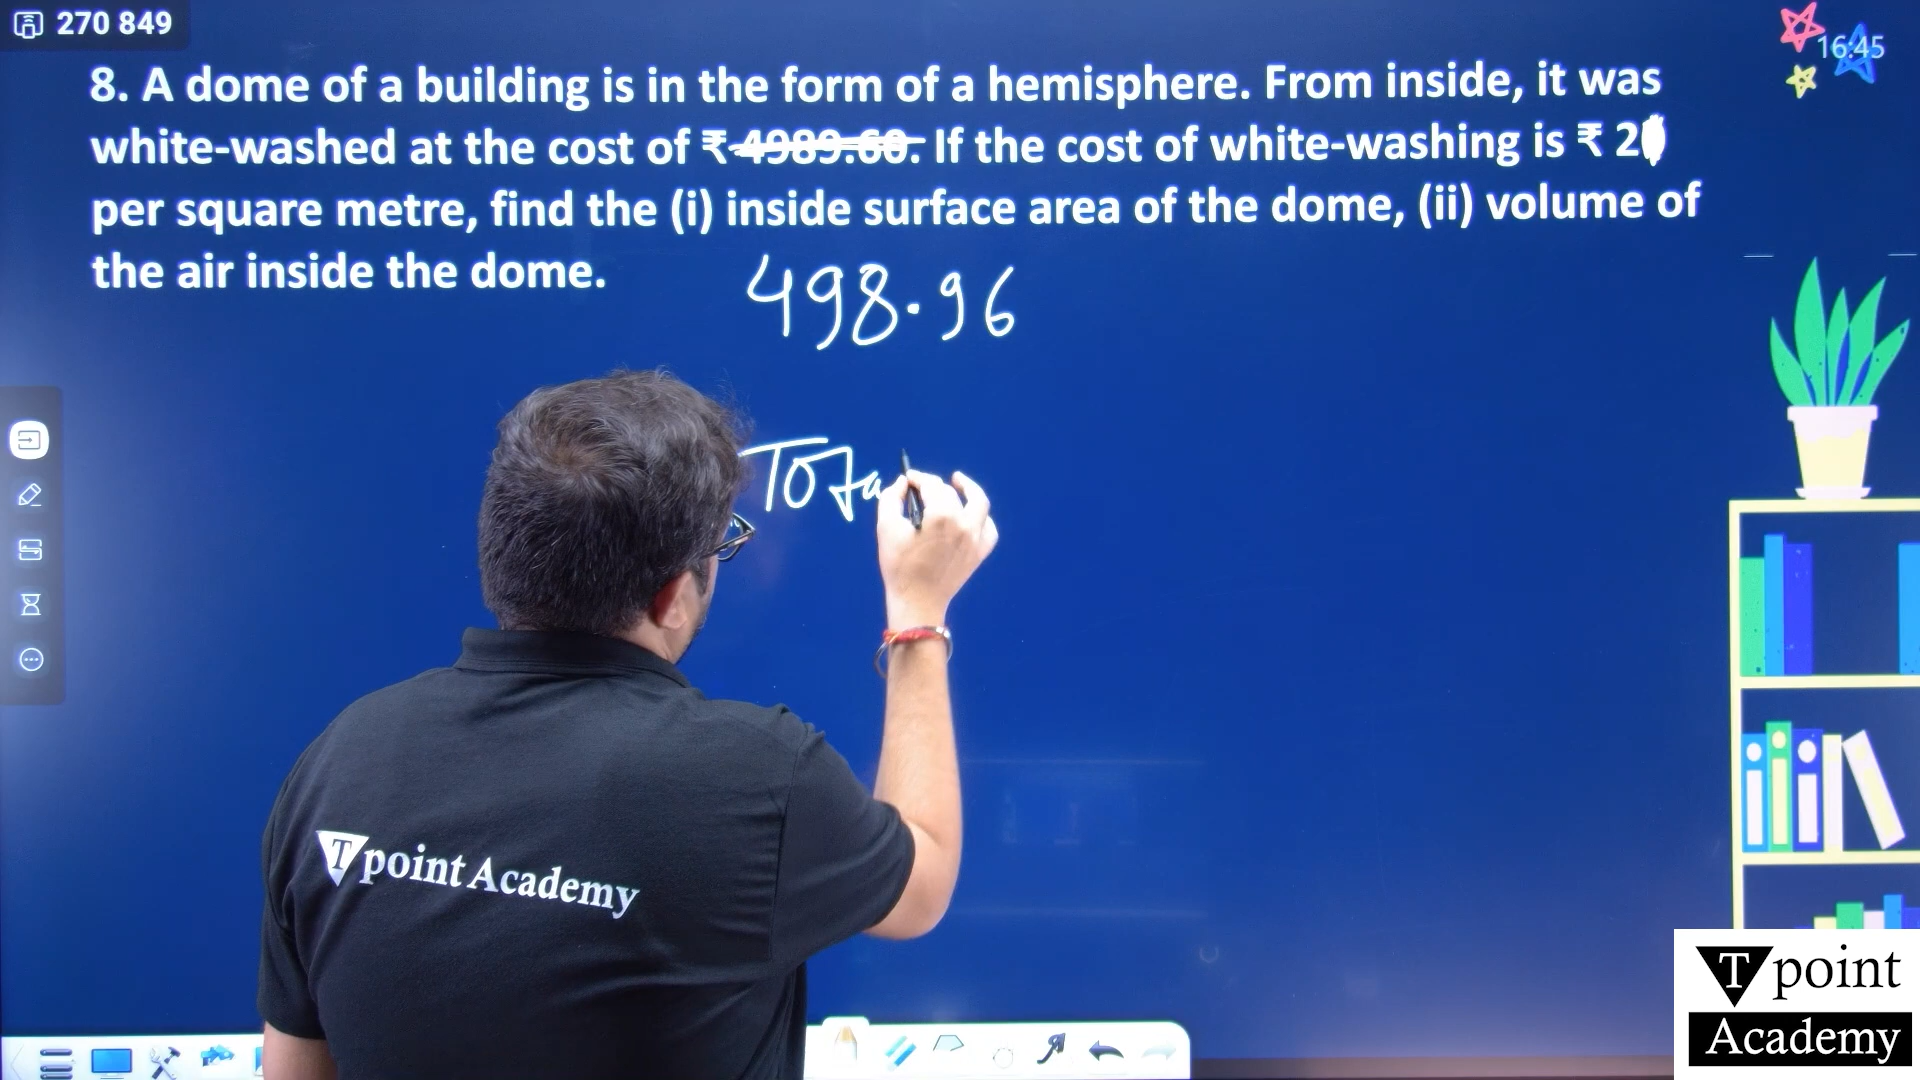 270 849
16:45
8. A dome of a building is in the form of a hemisphere. From inside, it was
white-washed at the cost of ₹ 4989.60. If the cost of white-washing is ₹ 2
per square metre, find the (i) inside surface area of the dome, (ii) volume of
the air inside the dome.
498.96
Tota
T point Academy
T point
Academy